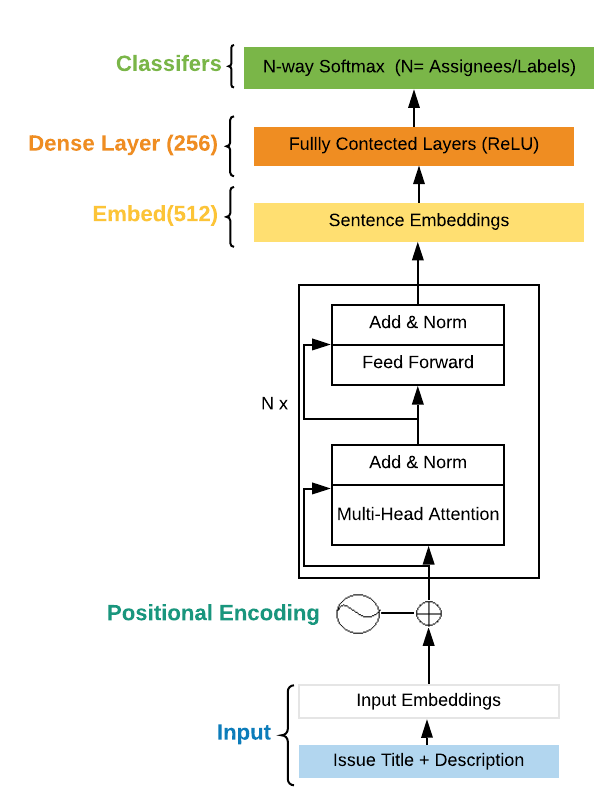 Classifers
N-way Softmax (N= Assignees/Labels)
Dense Layer (256)
Fullly Contected Layers (ReLU)
Embed(512)
Sentence Embeddings
Add & Norm
Feed Forward
N x
Add & Norm
Multi-Head Attention
Positional Encoding
Input Embeddings
Input
Issue Title + Description